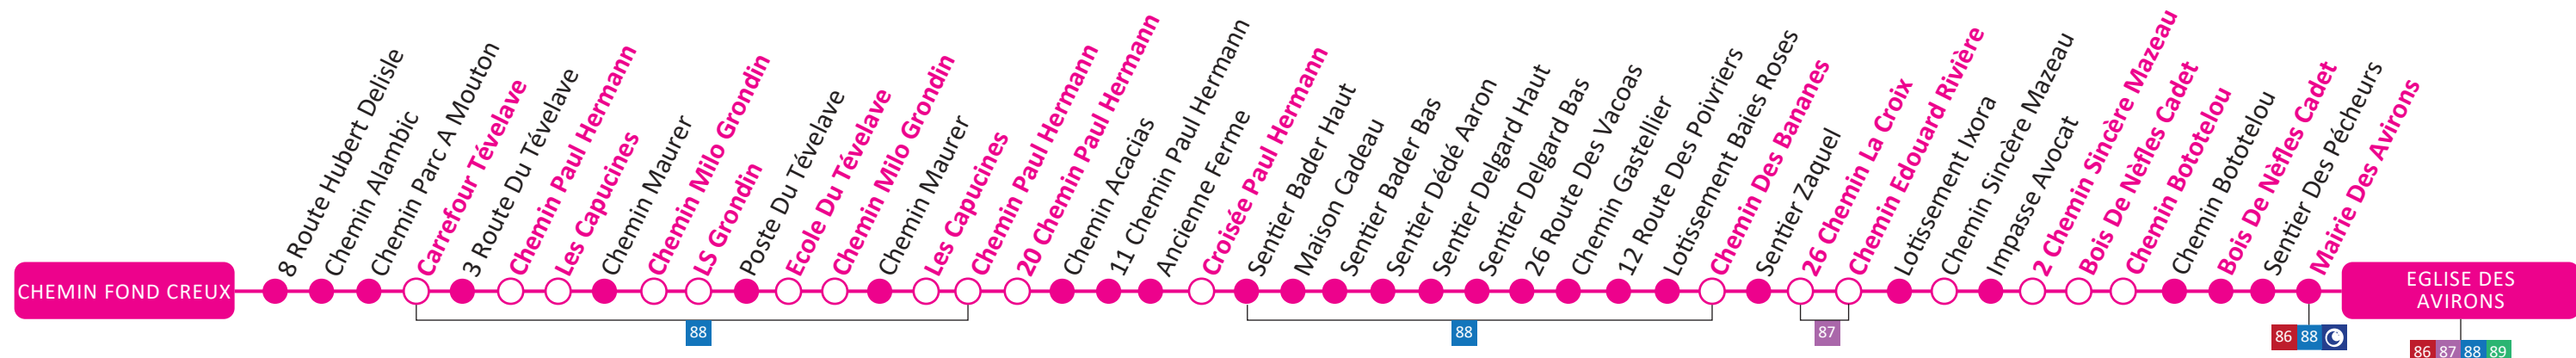 CHEMIN FOND CREUX
8 Route Hubert Delisle
Chemin Alambic
Chemin Parc A Mouton
Carrefour Tévelave
3 Route Du Tévelave
Chemin Paul Hermann
Les Capucines
Chemin Maurer
Chemin Milo Grondin
LS Grondin
Poste Du Tévelave
Ecole Du Tévelave
Chemin Milo Grondin
Chemin Maurer
Les Capucines
Chemin Paul Hermann
20 Chemin Paul Hermann
Chemin Acacias
11 Chemin Paul Hermann
Ancienne Ferme
Croisée Paul Hermann
Sentier Bader Haut
Maison Cadeau
Sentier Bader Bas
Sentier Dédé Aaron
Sentier Delgard Haut
Sentier Delgard Bas
26 Route Des Vacoas
Chemin Gastellier
12 Route Des Poivriers
Lotissement Baies Roses
Chemin Des Bananes
Sentier Zaquel
26 Chemin La Croix
Chemin Edouard Rivière
Lotissement Ixora
Chemin Sincère Mazeau
Impasse Avocat
2 Chemin Sincère Mazeau
Bois De Nèfles Cadet
Chemin Bototelou
Chemin Bototelou
Bois De Nèfles Cadet
Sentier Des Pécheurs
Mairie Des Avirons
EGLISE DES
AVIRONS
88
88
87
86 88
86 87 88 89